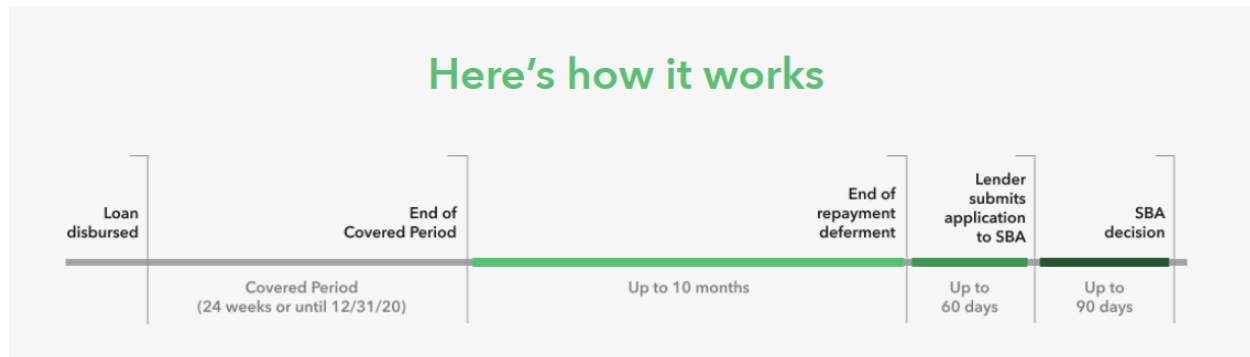 Here's how it works
Loan
disbursed
End of
Covered Period
End of
repayment
deferment
Lender
submits
application
to SBA
SBA
decision
Covered Period
(24 weeks or until 12/31/20)
Up to 10 months
Up to
60 days
Up to
90 days